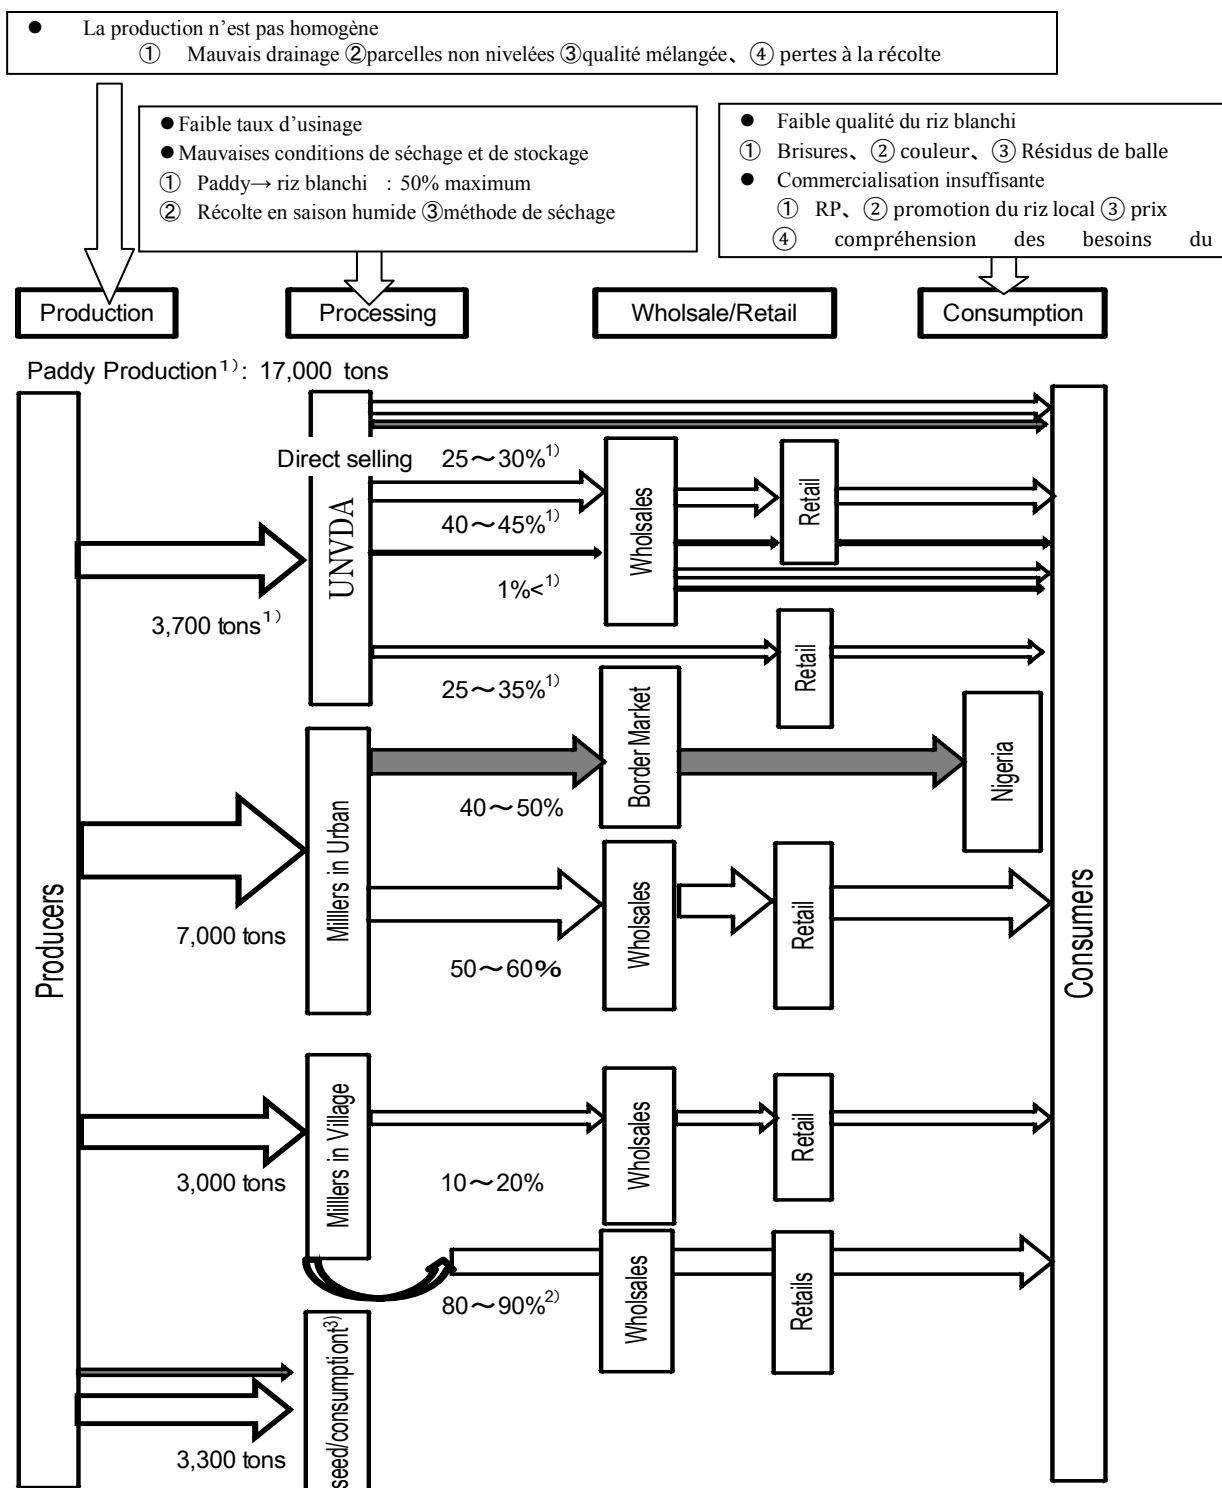 ● La production n’est pas homogène
① Mauvais drainage ②parcelles non nivelées ③qualité mélangée、④ pertes à la récolte
● Faible taux d’usinage
● Mauvaises conditions de séchage et de stockage
① Paddy→ riz blanchi : 50% maximum
② Récolte en saison humide ③méthode de séchage
● Faible qualité du riz blanchi
① Brisures、② couleur、③ Résidus de balle
● Commercialisation insuffisante
① RP、② promotion du riz local ③ prix
④ compréhension des besoins du
Production
Processing
Wholsale/Retail
Consumption
Paddy Production¹⁾: 17,000 tons
Producers
UNVDA
Direct selling
25〜30%¹⁾
40〜45%¹⁾
1%<¹⁾
Wholsales
Retail
3,700 tons¹⁾
25〜35%¹⁾
Retail
Milllers in Urban
Border Market
Nigeria
40〜50%
7,000 tons
50〜60%
Wholsales
Retail
Consumers
Milllers in Village
3,000 tons
10〜20%
Wholsales
Retail
80〜90%²⁾
Wholsales
Retails
seed/consumptiont³⁾
3,300 tons